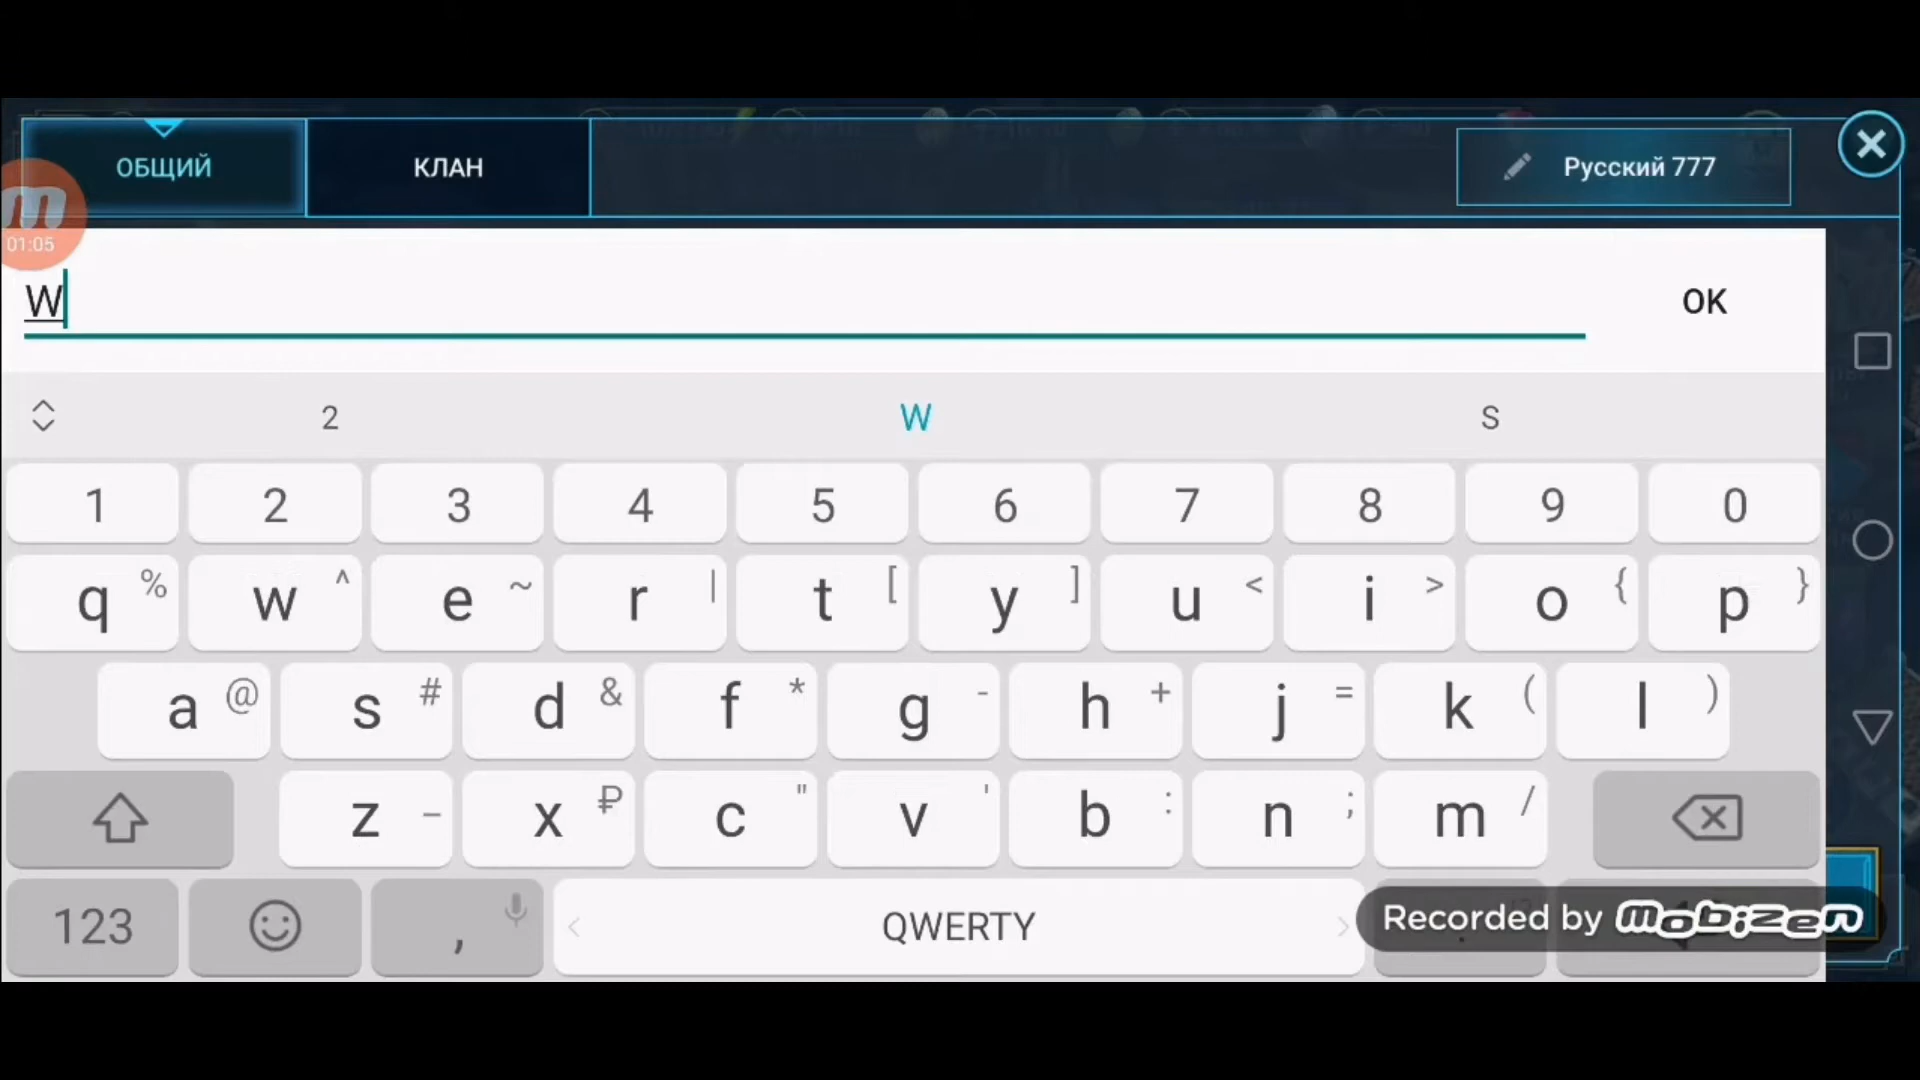 ОБЩИЙ
КЛАН
Русский 777
m
01:05
W
OK
2 W S
1 2 3 4 5 6 7 8 9 0
q % w ^ e ~ r | t [ y ] u < i > o { p }
a @ s # d & f * g - h + j = k ( l )
z _ x ₽ c " v ' b : n ; m /
123 , < QWERTY >
Recorded by mobizen